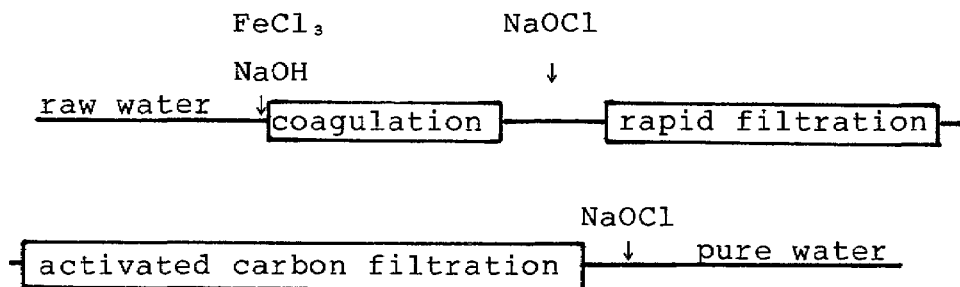 FeCl₃ NaOCl
NaOH ↓
raw water ↓ coagulation rapid filtration
NaOCl
activated carbon filtration ↓ pure water